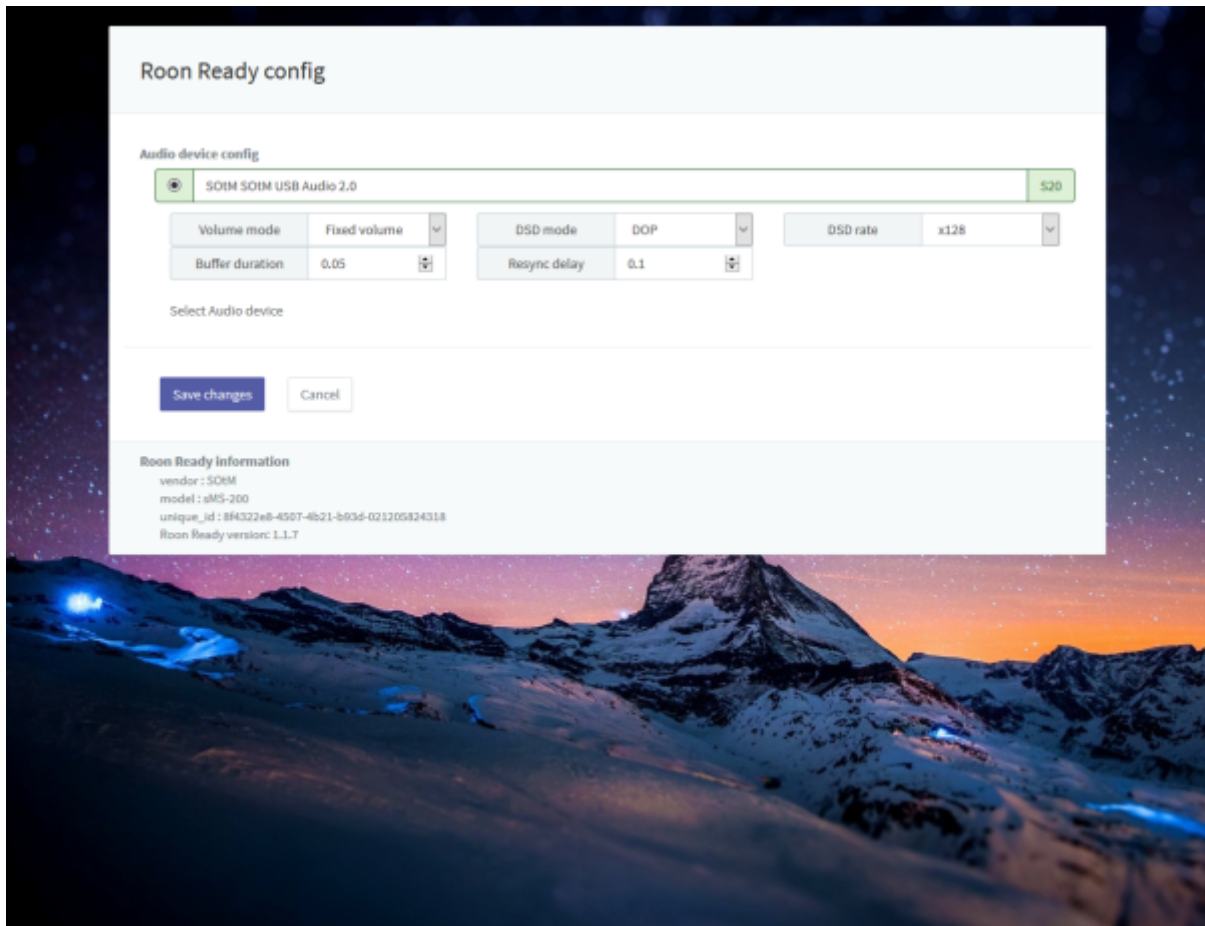 Roon Ready config
Audio device config
SOtM SOtM USB Audio 2.0 S20
Volume mode Fixed volume DSD mode DOP DSD rate x128
Buffer duration 0.05 Resync delay 0.1
Select Audio device
Save changes Cancel
Roon Ready information
vendor : SOtM
model : sMS-200
unique_id : 8f4322e8-4507-4b21-b93d-021205824318
Roon Ready version: 1.1.7